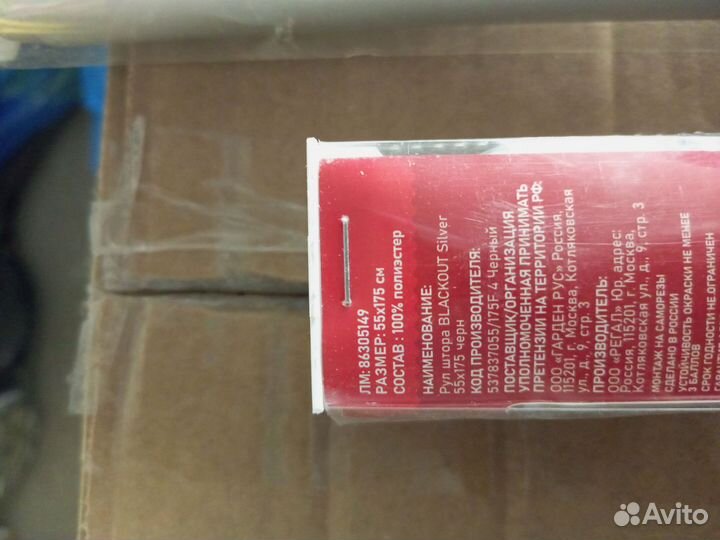 ЛМ: 86305149
РАЗМЕР: 55х175 см
СОСТАВ : 100% полиэстер
НАИМЕНОВАНИЕ:
Рул штора BLACKOUT Silver
55х175 черн
КОД ПРОИЗВОДИТЕЛЯ:
537837055/175F 4 Черный
ПОСТАВЩИК/ОРГАНИЗАЦИЯ
УПОЛНОМОЧЕННАЯ ПРИНИМАТЬ
ПРЕТЕНЗИИ НА ТЕРРИТОРИИ РФ:
ООО «ГАРДЕН РУС» Россия,
115201, г. Москва, Котляковская
ул., д., 9, стр. 3
ПРОИЗВОДИТЕЛЬ:
ООО «РЕГАЛ», Юр. адрес:
Россия, 115201, г. Москва,
Котляковская ул., д., 9, стр. 3
МОНТАЖ НА САМОРЕЗЫ
СДЕЛАНО В РОССИИ
УСТОЙЧИВОСТЬ ОКРАСКИ НЕ МЕНЕЕ
3 БАЛЛОВ
СРОК ГОДНОСТИ НЕ ОГРАНИЧЕН
Avito